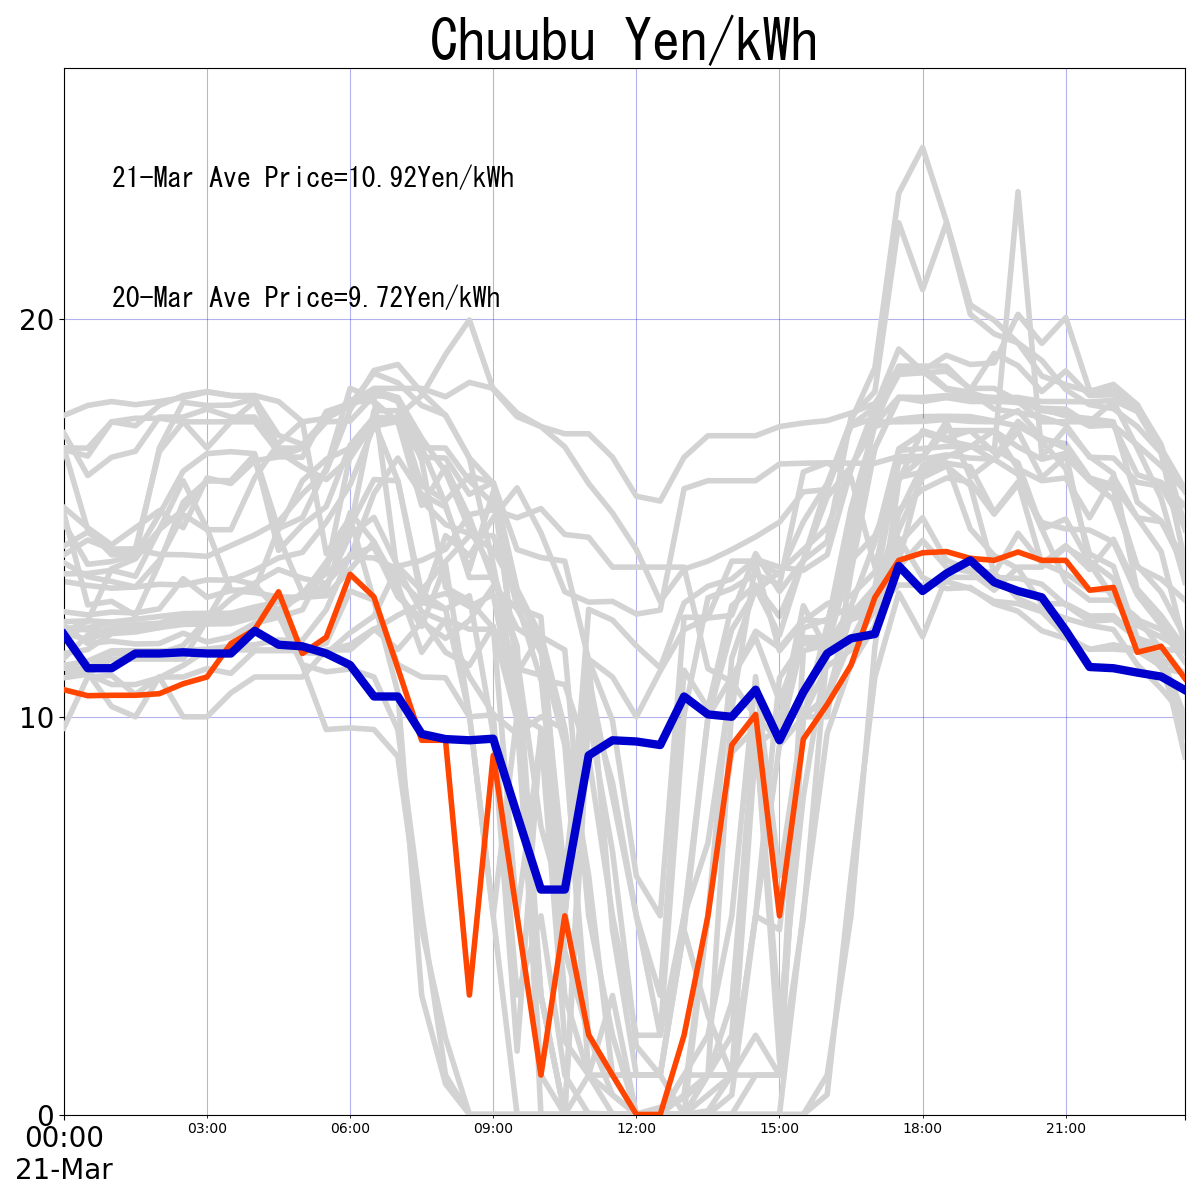 Chuubu Yen/kWh
21-Mar Ave Price=10.92Yen/kWh
20-Mar Ave Price=9.72Yen/kWh
20
10
0
00:00 03:00 06:00 09:00 12:00 15:00 18:00 21:00
21-Mar